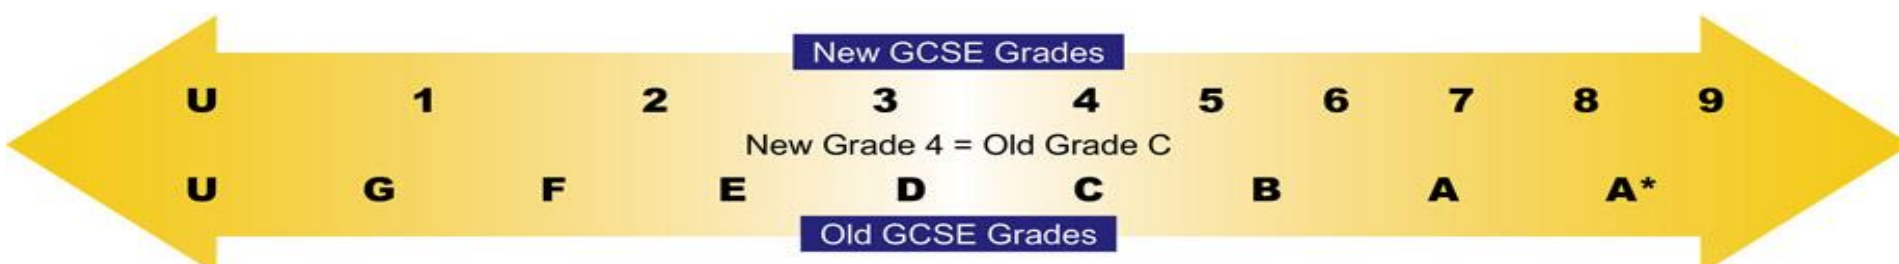 New GCSE Grades
U 1 2 3 4 5 6 7 8 9
New Grade 4 = Old Grade C
U G F E D C B A A*
Old GCSE Grades